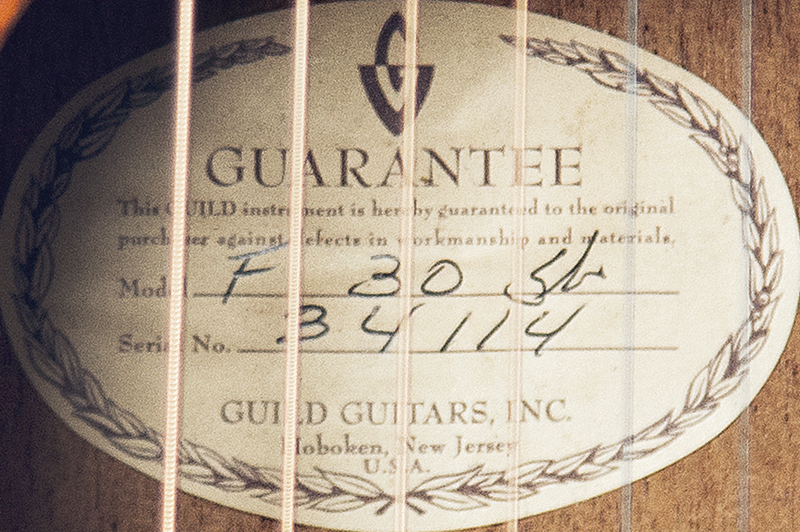 G
GUARANTEE
This GUILD instrument is hereby guaranteed to the original
purchaser against defects in workmanship and materials.
Model F 30 Sb
Serial No. 34114
GUILD GUITARS, INC.
Hoboken, New Jersey
U.S.A.